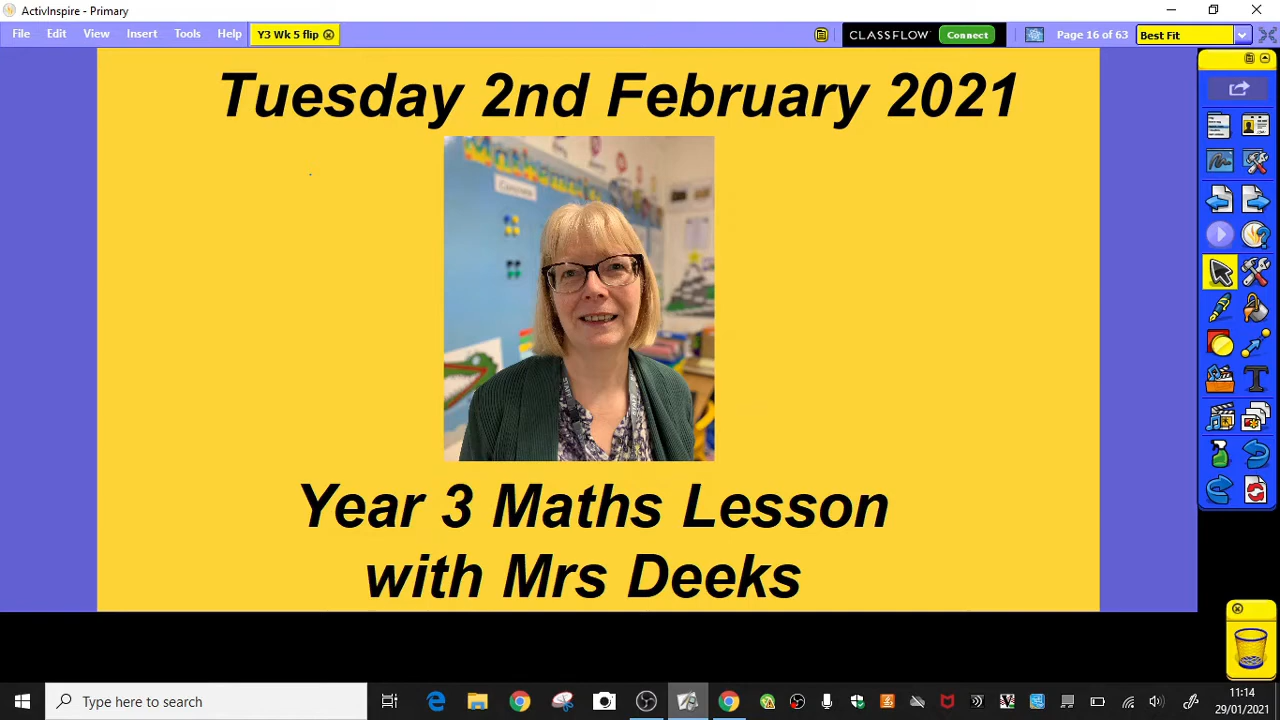 ActivInspire - Primary
File Edit View Insert Tools Help Y3 Wk 5 flip CLASSFLOW Connect Page 16 of 63 Best Fit
Tuesday 2nd February 2021
Year 3 Maths Lesson
with Mrs Deeks
Type here to search
11:14
29/01/2021